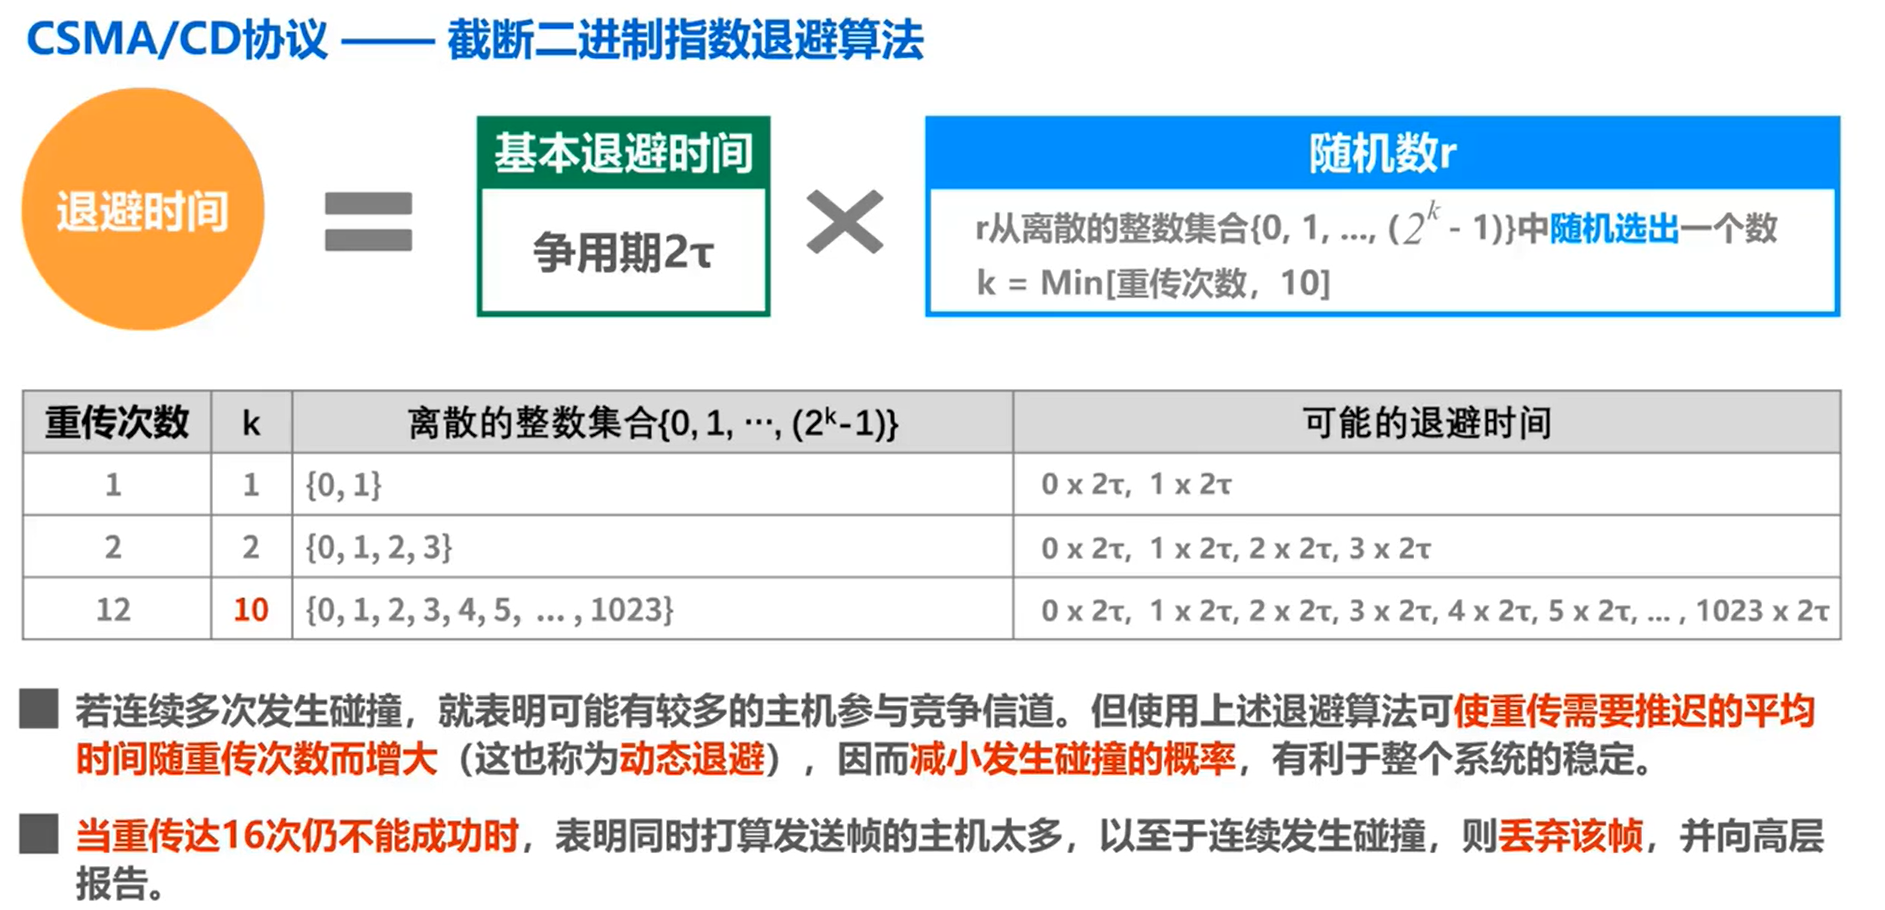 CSMA/CD协议 —— 截断二进制指数退避算法
退避时间
=
基本退避时间
争用期2τ
×
随机数r
r从离散的整数集合{0, 1, ..., (2^k - 1)}中随机选出一个数
k = Min[重传次数，10]
重传次数 k 离散的整数集合{0, 1, ···, (2ᵏ-1)} 可能的退避时间
1 1 {0, 1} 0 x 2τ, 1 x 2τ
2 2 {0, 1, 2, 3} 0 x 2τ, 1 x 2τ, 2 x 2τ, 3 x 2τ
12 10 {0, 1, 2, 3, 4, 5, ... , 1023} 0 x 2τ, 1 x 2τ, 2 x 2τ, 3 x 2τ, 4 x 2τ, 5 x 2τ, ... , 1023 x 2τ
若连续多次发生碰撞，就表明可能有较多的主机参与竞争信道。但使用上述退避算法可使重传需要推迟的平均
时间随重传次数而增大（这也称为动态退避），因而减小发生碰撞的概率，有利于整个系统的稳定。
当重传达16次仍不能成功时，表明同时打算发送帧的主机太多，以至于连续发生碰撞，则丢弃该帧，并向高层
报告。